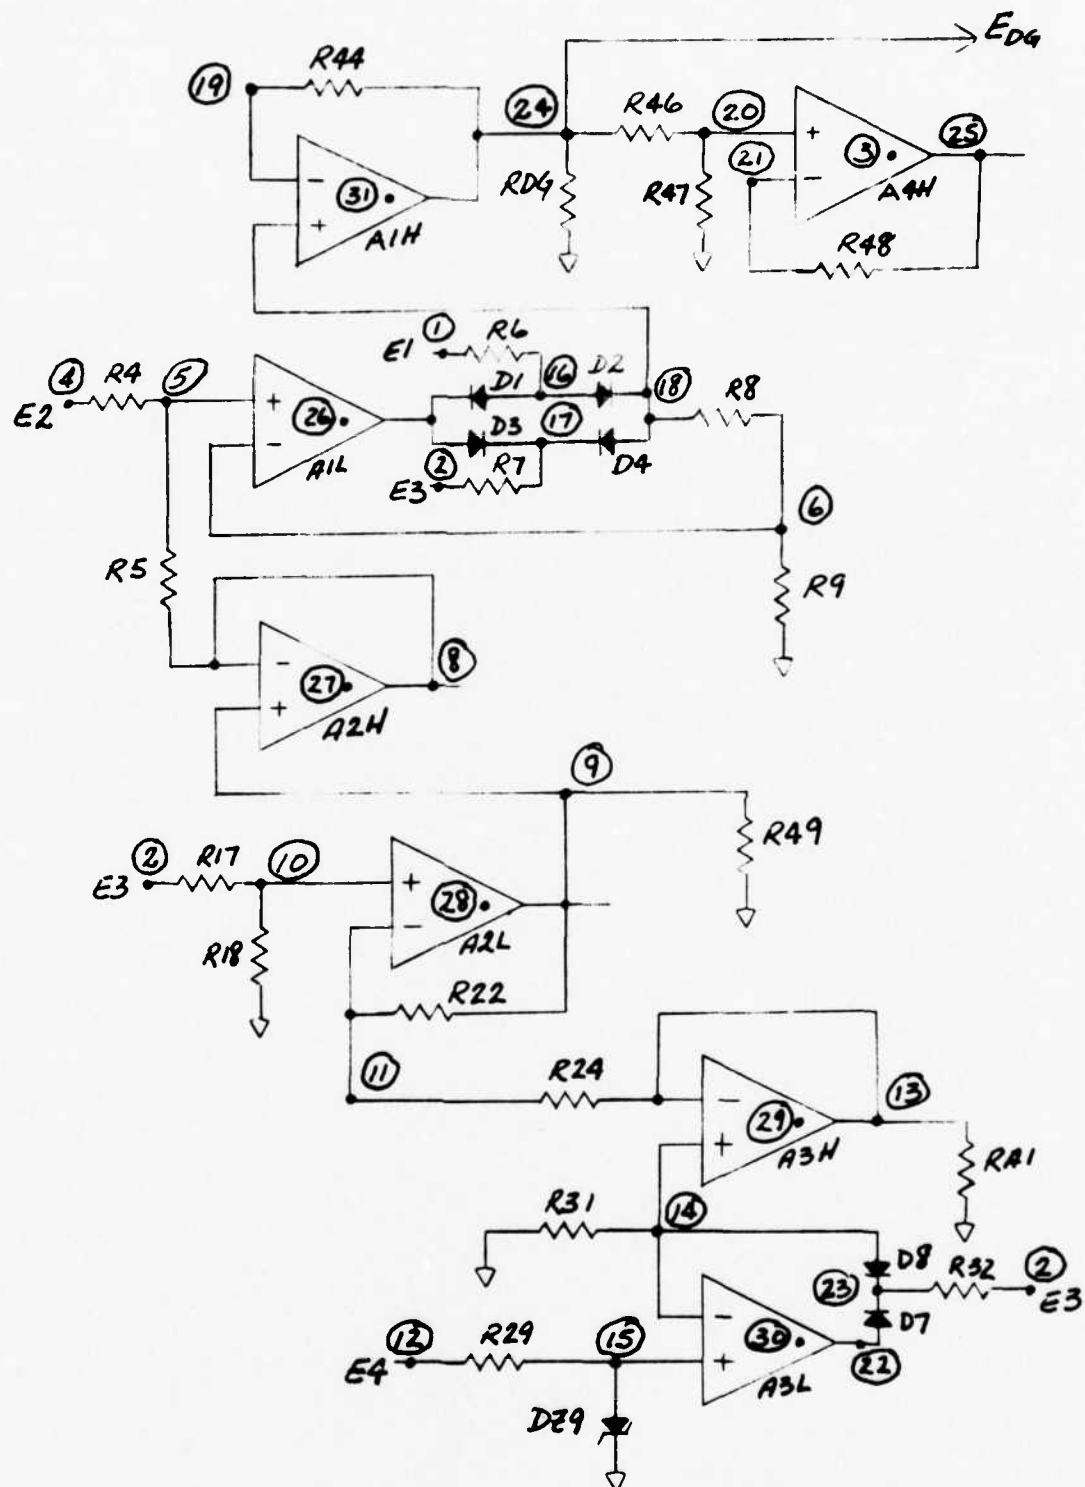 E_DG
R44
19
24
R46
20
25
21
+
3
-
A4H
-
31
+
A1H
RDG
R47
R48
E1
1
R6
4
R4
5
D1
16
D2
18
R8
E2
+
26
-
A1L
D3
17
D4
2
R7
E3
6
R5
R9
-
27
+
A2H
8
9
R49
2
R17
10
E3
+
28
-
A2L
R18
R22
11
R24
13
-
29
+
A3H
RA1
R31
14
D8
2
R32
23
E3
D7
12
R29
15
-
30
+
A3L
22
E4
DZ9